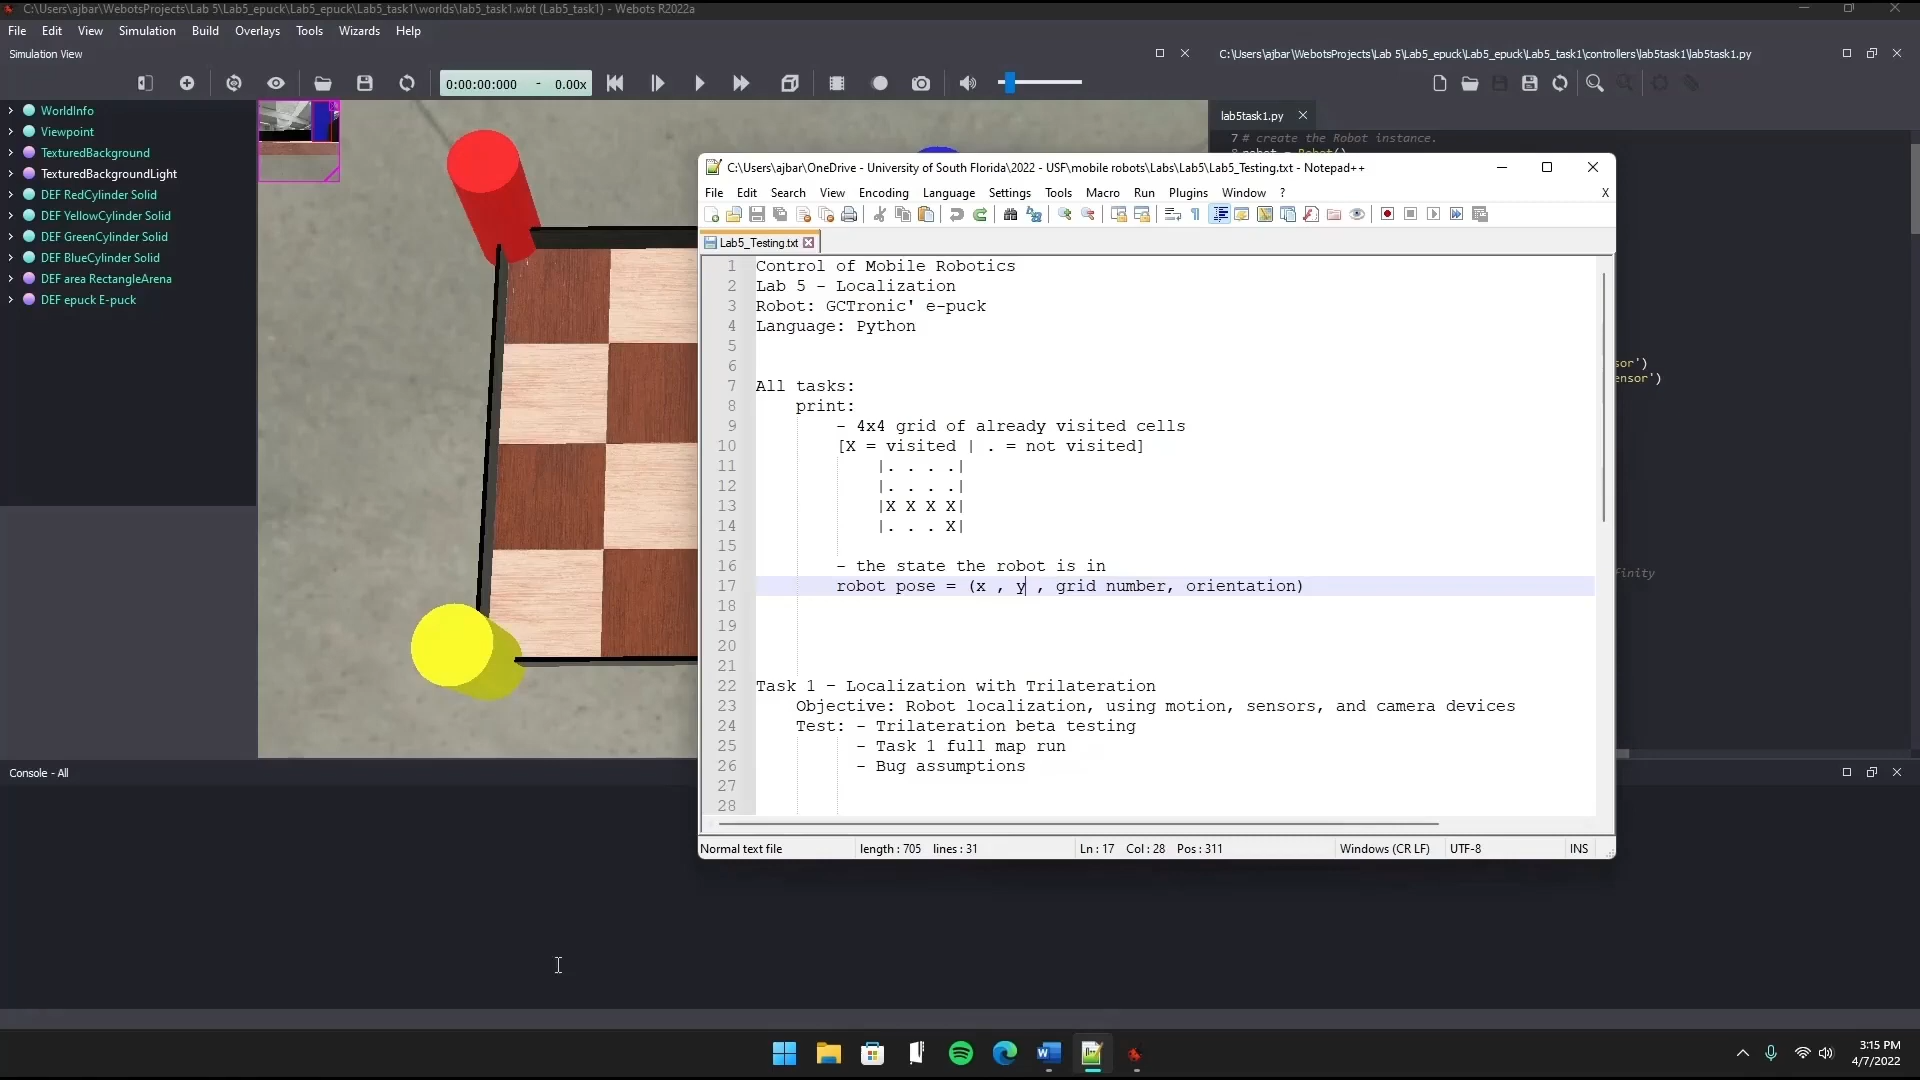 C:\Users\ajbar\WebotsProjects\Lab 5\Lab5_epuck\Lab5_epuck\Lab5_task1\worlds\lab5_task1.wbt (Lab5_task1) - Webots R2022a
File Edit View Simulation Build Overlays Tools Wizards Help
Simulation View
C:\Users\ajbar\WebotsProjects\Lab 5\Lab5_epuck\Lab5_epuck\Lab5_task1\controllers\lab5task1\lab5task1.py
0:00:00:000 - 0.00x
WorldInfo
Viewpoint
TexturedBackground
TexturedBackgroundLight
DEF RedCylinder Solid
DEF YellowCylinder Solid
DEF GreenCylinder Solid
DEF BlueCylinder Solid
DEF area RectangleArena
DEF epuck E-puck
lab5task1.py
7 # create the Robot instance.
sor')
ensor')
finity
C:\Users\ajbar\OneDrive - University of South Florida\2022 - USF\mobile robots\Labs\Lab5\Lab5_Testing.txt - Notepad++
File Edit Search View Encoding Language Settings Tools Macro Run Plugins Window ? X
Lab5_Testing.txt
1 Control of Mobile Robotics
2 Lab 5 - Localization
3 Robot: GCTronic' e-puck
4 Language: Python
5
6
7 All tasks:
8 print:
9 - 4x4 grid of already visited cells
10 [X = visited | . = not visited]
11 |. . . .|
12 |. . . .|
13 |X X X X|
14 |. . . X|
15
16 - the state the robot is in
17 robot pose = (x , y , grid number, orientation)
18
19
20
21
22 Task 1 - Localization with Trilateration
23 Objective: Robot localization, using motion, sensors, and camera devices
24 Test: - Trilateration beta testing
25 - Task 1 full map run
26 - Bug assumptions
27
28
Normal text file length : 705 lines : 31 Ln : 17 Col : 28 Pos : 311 Windows (CR LF) UTF-8 INS
Console - All
3:15 PM
4/7/2022